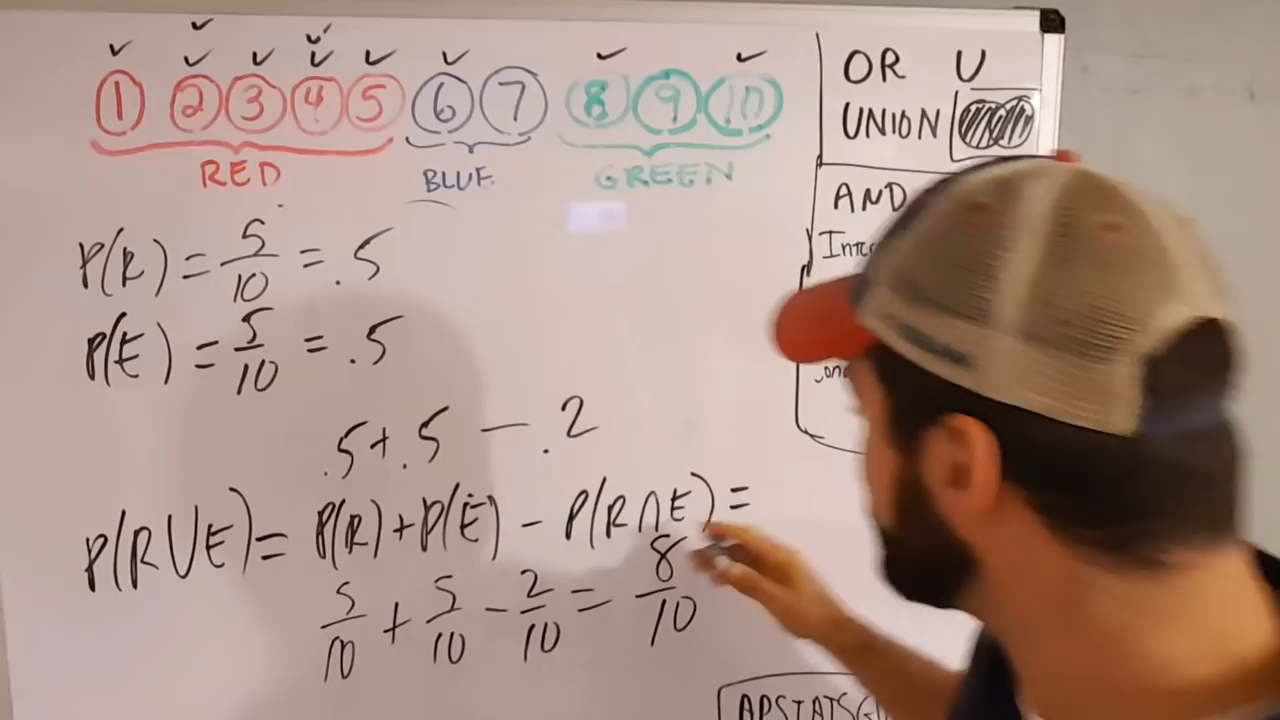 1 2 3 4 5 6 7 8 9 10
RED BLUE GREEN
OR U
UNION
AND
P(R) = 5/10 = .5
P(E) = 5/10 = .5
.5 + .5 — .2
P(R∪E) = P(R) + P(E) - P(R∩E) =
5/10 + 5/10 - 2/10 = 8/10